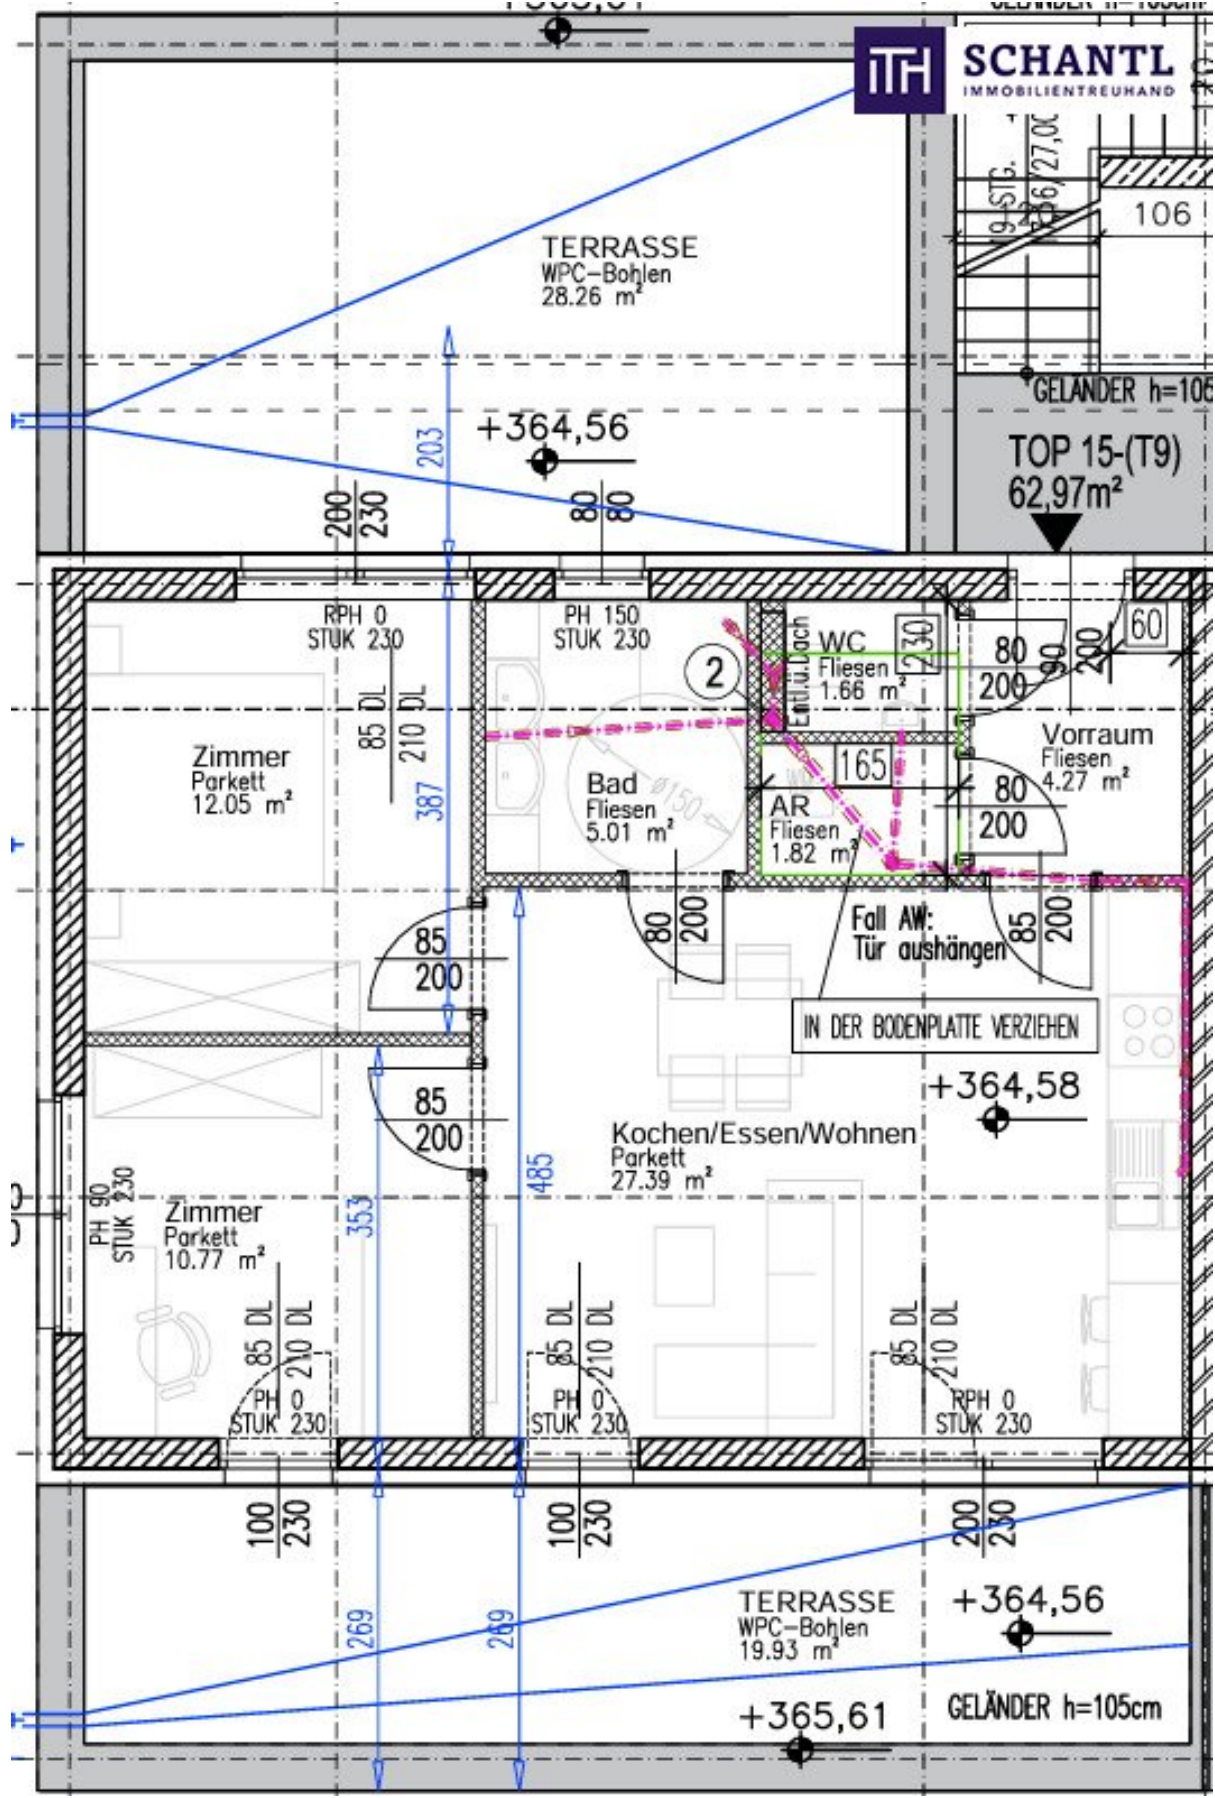 ITH SCHANTL
IMMOBILIENTREUHAND
9 STG.
106
TERRASSE
WPC-Bohlen
28.26 m²
GELÄNDER h=105
+364,56
203
TOP 15-(T9)
62,97m²
200
230
80
80
RPH 0
STUK 230
PH 150
STUK 230
85 DL
210 DL
387
2
Entl.ü.Dach
WC
Fliesen
1.66 m²
230
80
200
90
200
60
Zimmer
Parkett
12.05 m²
Bad
Fliesen
5.01 m²
ø150
165
AR
Fliesen
1.82 m²
Vorraum
Fliesen
4.27 m²
80
200
85
200
80
200
Fall AW:
Tür aushängen
85
200
IN DER BODENPLATTE VERZIEHEN
+364,58
85
200
Kochen/Essen/Wohnen
Parkett
27.39 m²
485
353
PH 90
STUK 230
Zimmer
Parkett
10.77 m²
85 DL
210 DL
PH 0
STUK 230
85 DL
210 DL
PH 0
STUK 230
85 DL
210 DL
RPH 0
STUK 230
100
230
100
230
200
230
269
269
TERRASSE
WPC-Bohlen
19.93 m²
+364,56
+365,61
GELÄNDER h=105cm